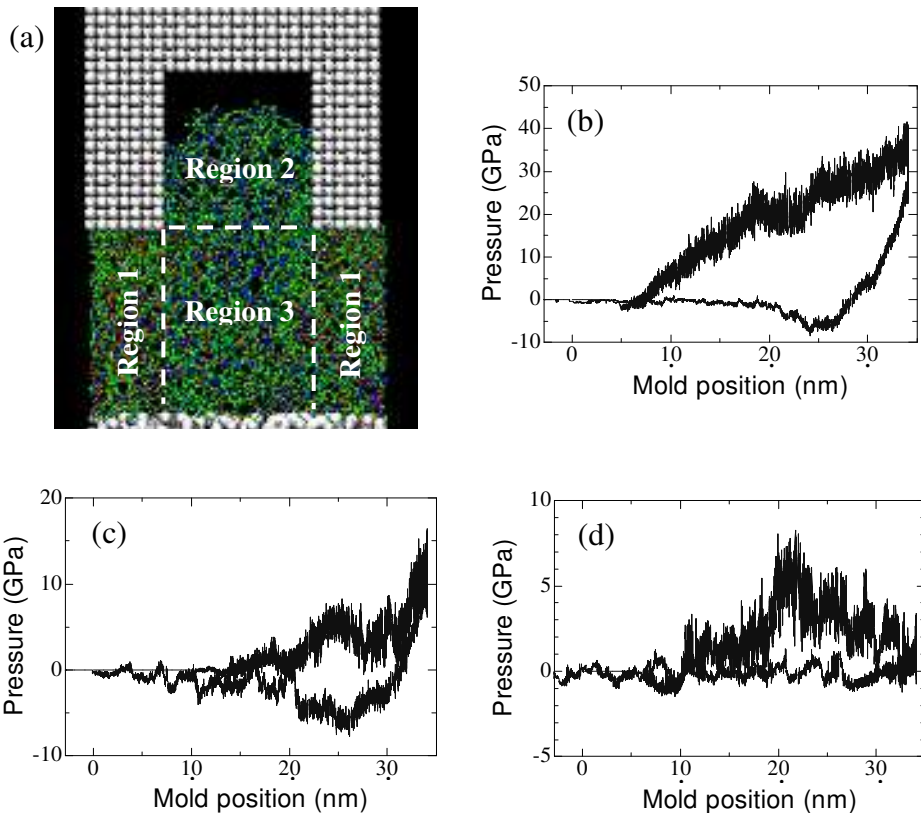 (a)
Region 2
Region 1
Region 3
Region 1
(b)
Pressure (GPa)
50
40
30
20
10
0
-10
0
10
20
30
Mold position (nm)
(c)
Pressure (GPa)
20
10
0
-10
0
10
20
30
Mold position (nm)
(d)
Pressure (GPa)
10
5
0
-5
0
10
20
30
Mold position (nm)